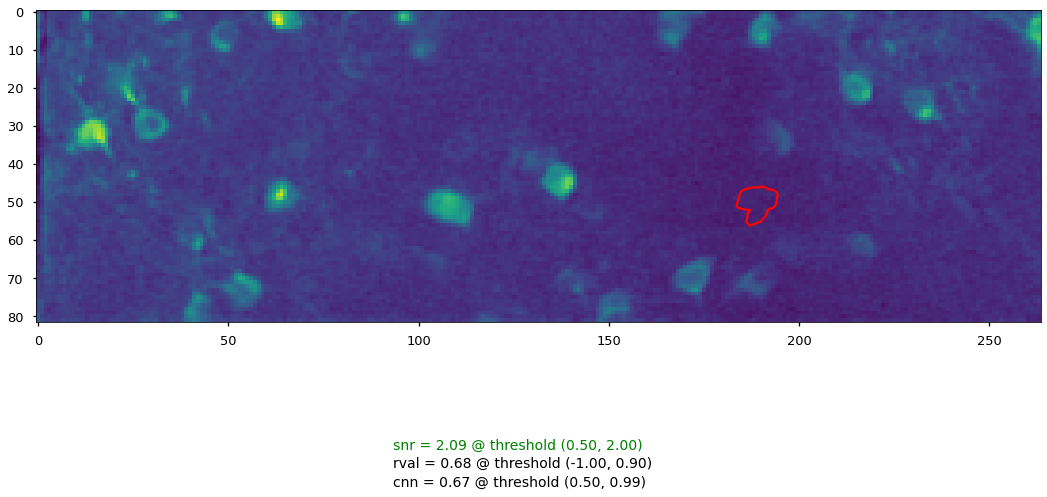 0
10
20
30
40
50
60
70
80
0 50 100 150 200 250
snr = 2.09 @ threshold (0.50, 2.00)
rval = 0.68 @ threshold (-1.00, 0.90)
cnn = 0.67 @ threshold (0.50, 0.99)